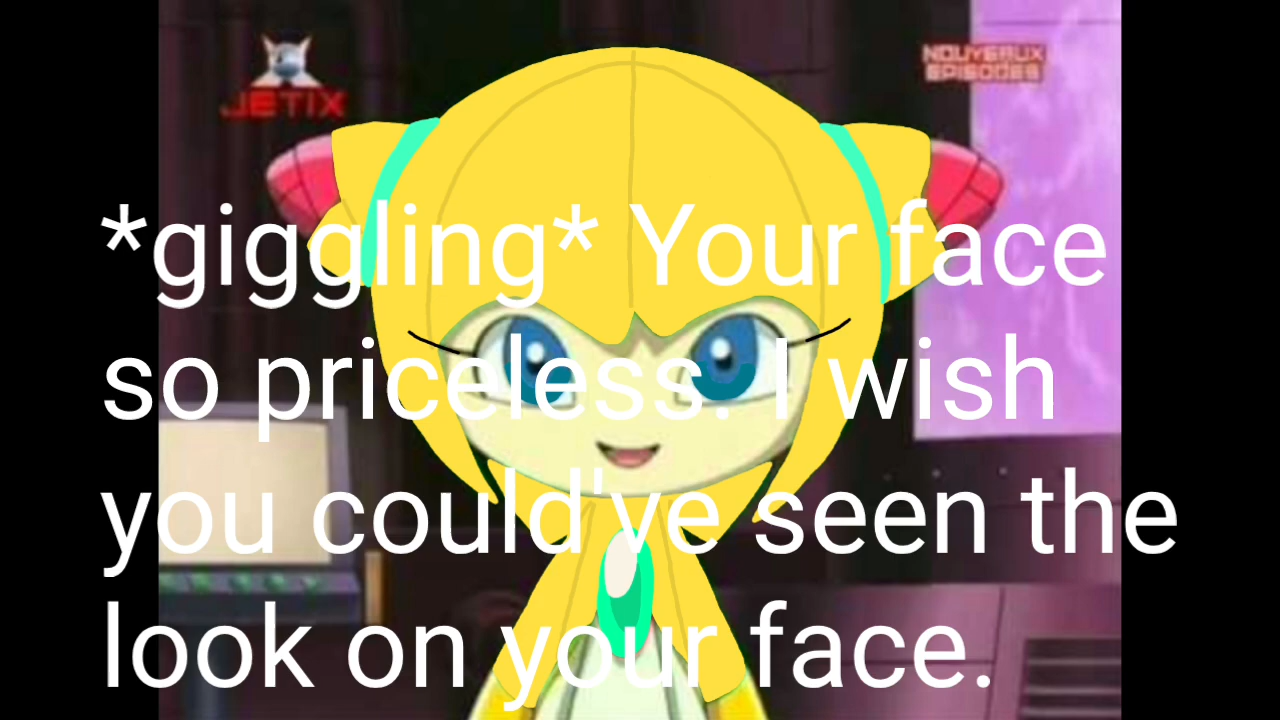 JETIX
NOUVEAUX
EPISODES
*giggling* Your face
so priceless. I wish
you could've seen the
look on your face.